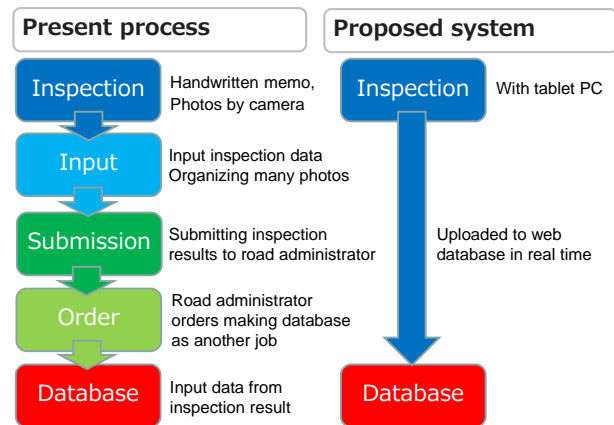 Present process
Proposed system
Inspection
Handwritten memo,
Photos by camera
Inspection
With tablet PC
Input
Input inspection data
Organizing many photos
Submission
Submitting inspection
results to road administrator
Uploaded to web
database in real time
Order
Road administrator
orders making database
as another job
Database
Input data from
inspection result
Database